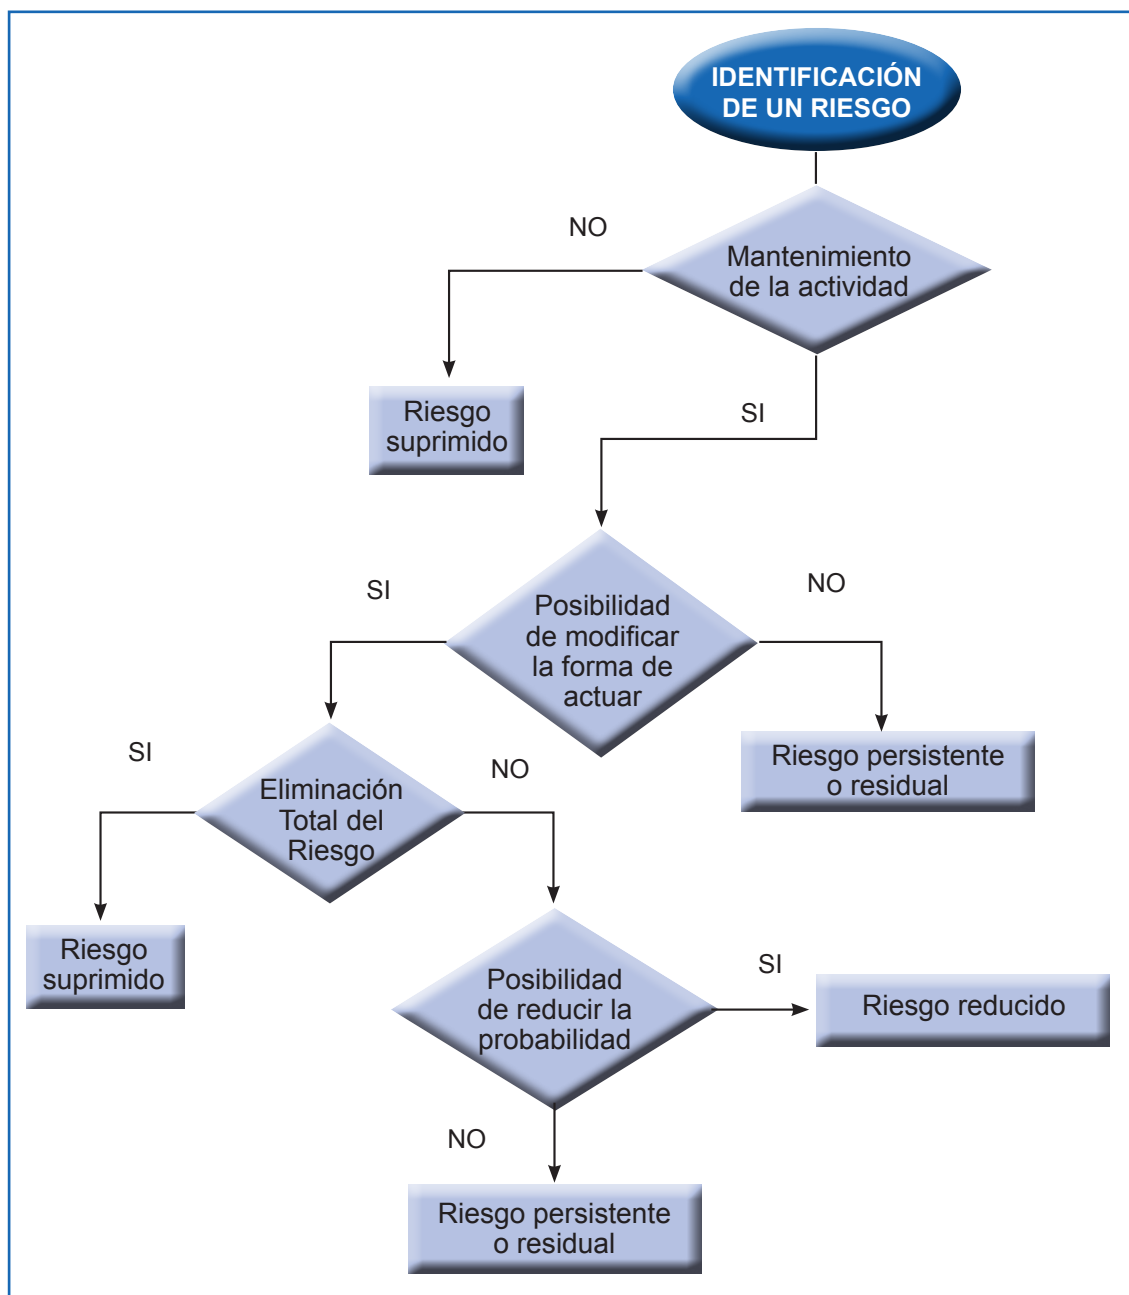 IDENTIFICACIÓN
DE UN RIESGO
NO
Mantenimiento
de la actividad
Riesgo
suprimido
SI
SI
Posibilidad
de modificar
la forma de
actuar
NO
Riesgo persistente
o residual
SI
Eliminación
Total del
Riesgo
NO
Riesgo
suprimido
Posibilidad
de reducir la
probabilidad
SI
Riesgo reducido
NO
Riesgo persistente
o residual